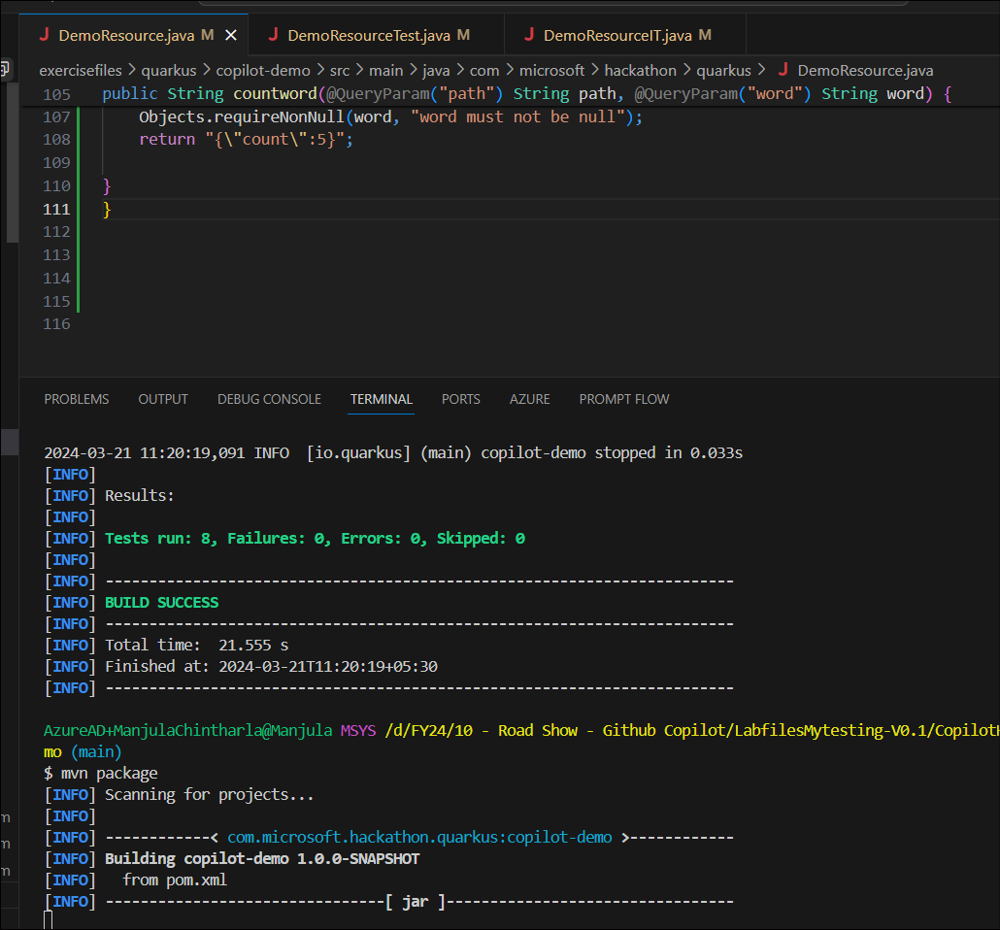 J DemoResource.java M ✕ J DemoResourceTest.java M J DemoResourceIT.java M
exercisefiles > quarkus > copilot-demo > src > main > java > com > microsoft > hackathon > quarkus > J DemoResource.java
105 public String countword(@QueryParam("path") String path, @QueryParam("word") String word) {
107 Objects.requireNonNull(word, "word must not be null");
108 return "{\"count\":5}";
109
110 }
111 }
112
113
114
115
116
PROBLEMS OUTPUT DEBUG CONSOLE TERMINAL PORTS AZURE PROMPT FLOW
2024-03-21 11:20:19,091 INFO [io.quarkus] (main) copilot-demo stopped in 0.033s
[INFO]
[INFO] Results:
[INFO]
[INFO] Tests run: 8, Failures: 0, Errors: 0, Skipped: 0
[INFO]
[INFO] ------------------------------------------------------------------------
[INFO] BUILD SUCCESS
[INFO] ------------------------------------------------------------------------
[INFO] Total time:  21.555 s
[INFO] Finished at: 2024-03-21T11:20:19+05:30
[INFO] ------------------------------------------------------------------------
AzureAD+ManjulaChintharla@Manjula MSYS /d/FY24/10 - Road Show - Github Copilot/LabfilesMytesting-V0.1/Copilot
mo (main)
$ mvn package
[INFO] Scanning for projects...
[INFO]
[INFO] ------------< com.microsoft.hackathon.quarkus:copilot-demo >------------
[INFO] Building copilot-demo 1.0.0-SNAPSHOT
[INFO]   from pom.xml
[INFO] --------------------------------[ jar ]---------------------------------
m
m
m